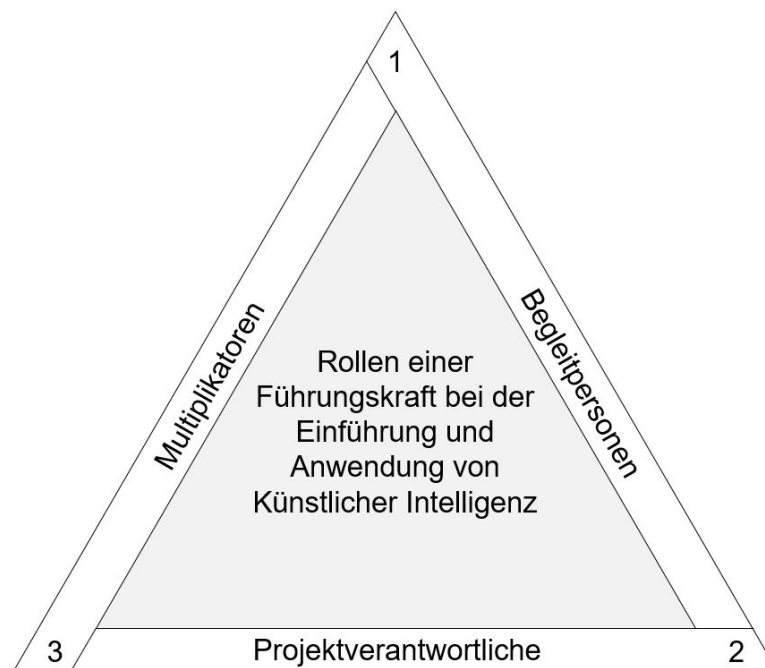 1
Multiplikatoren
Begleitpersonen
Rollen einer
Führungskraft bei der
Einführung und
Anwendung von
Künstlicher Intelligenz
3
Projektverantwortliche
2